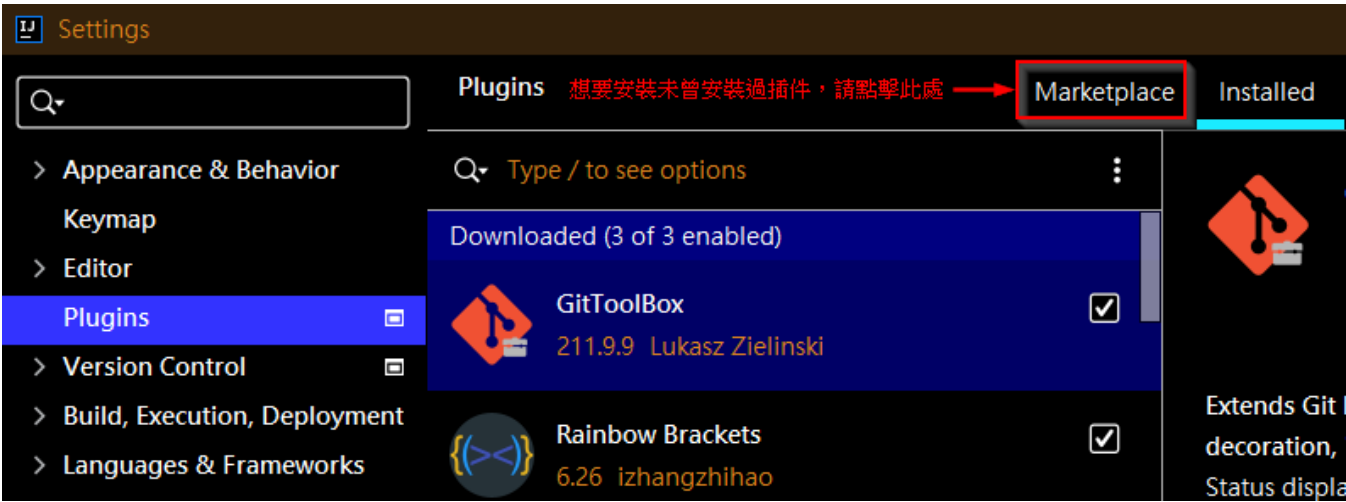 IJ
Settings
Plugins 想要安裝未曾安裝過插件，請點擊此處 Marketplace Installed
Appearance & Behavior
Keymap
Editor
Plugins
Version Control
Build, Execution, Deployment
Languages & Frameworks
Type / to see options
Downloaded (3 of 3 enabled)
GitToolBox
211.9.9 Lukasz Zielinski
Rainbow Brackets
6.26 izhangzhihao
Extends Git
decoration,
Status displa